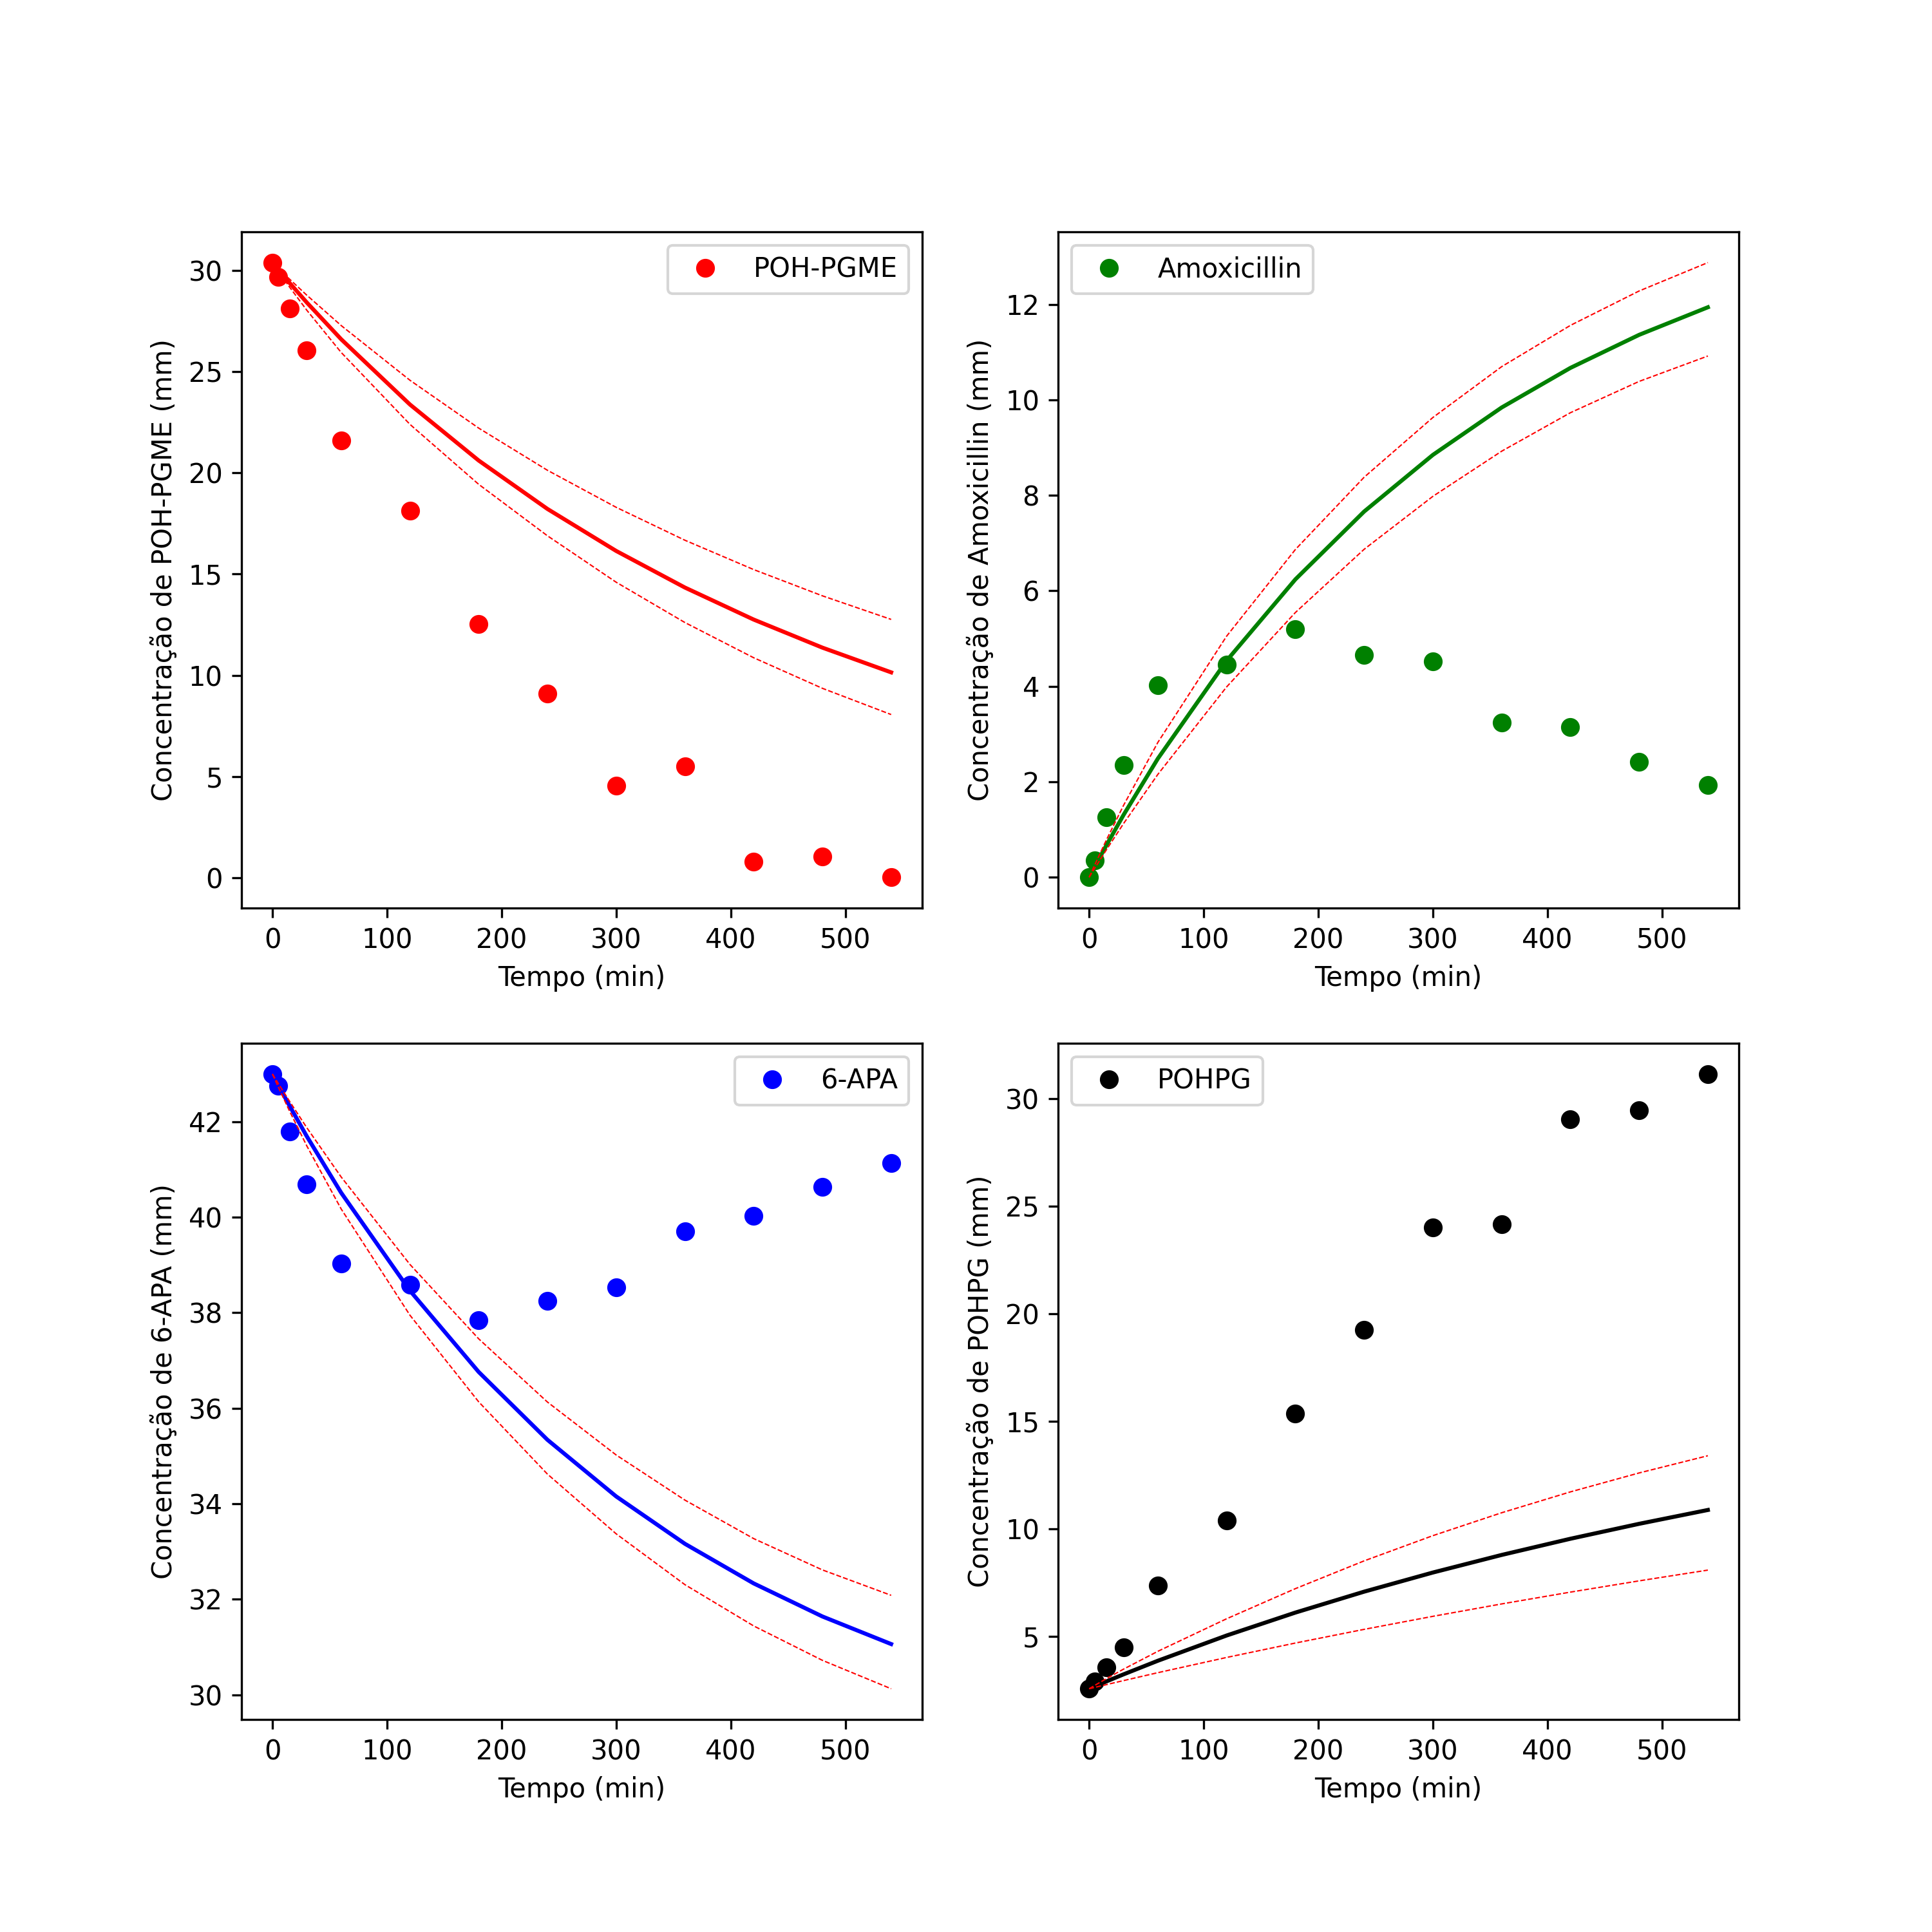 POH-PGME
Concentração de POH-PGME (mm)
30
25
20
15
10
5
0
0 100 200 300 400 500
Tempo (min)
Amoxicillin
Concentração de Amoxicillin (mm)
12
10
8
6
4
2
0
0 100 200 300 400 500
Tempo (min)
6-APA
Concentração de 6-APA (mm)
42
40
38
36
34
32
30
0 100 200 300 400 500
Tempo (min)
POHPG
Concentração de POHPG (mm)
30
25
20
15
10
5
0 100 200 300 400 500
Tempo (min)